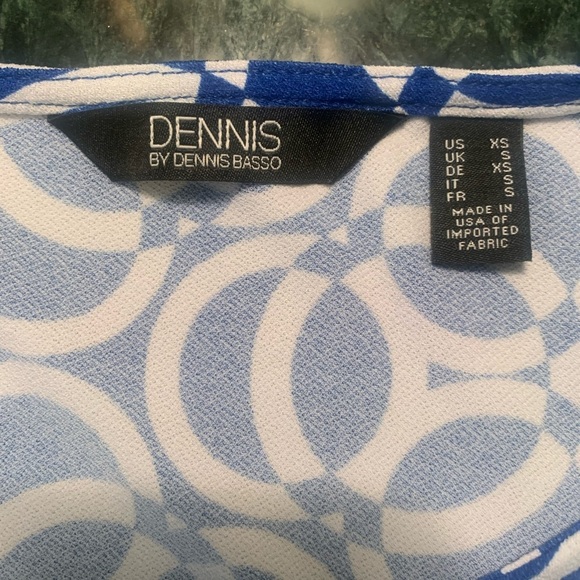 DENNIS
BY DENNIS BASSO
US XS
UK S
DE XS
IT S
FR S
MADE IN
USA OF
IMPORTED
FABRIC